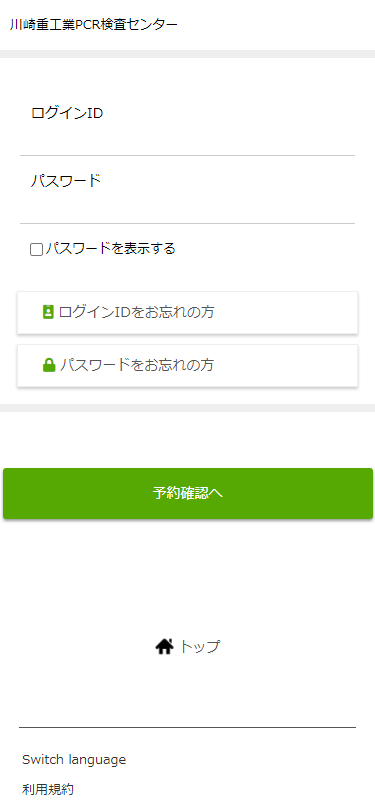 川崎重工業PCR検査センター
ログインID
パスワード
パスワードを表示する
ログインIDをお忘れの方
パスワードをお忘れの方
予約確認へ
トップ
Switch language
利用規約